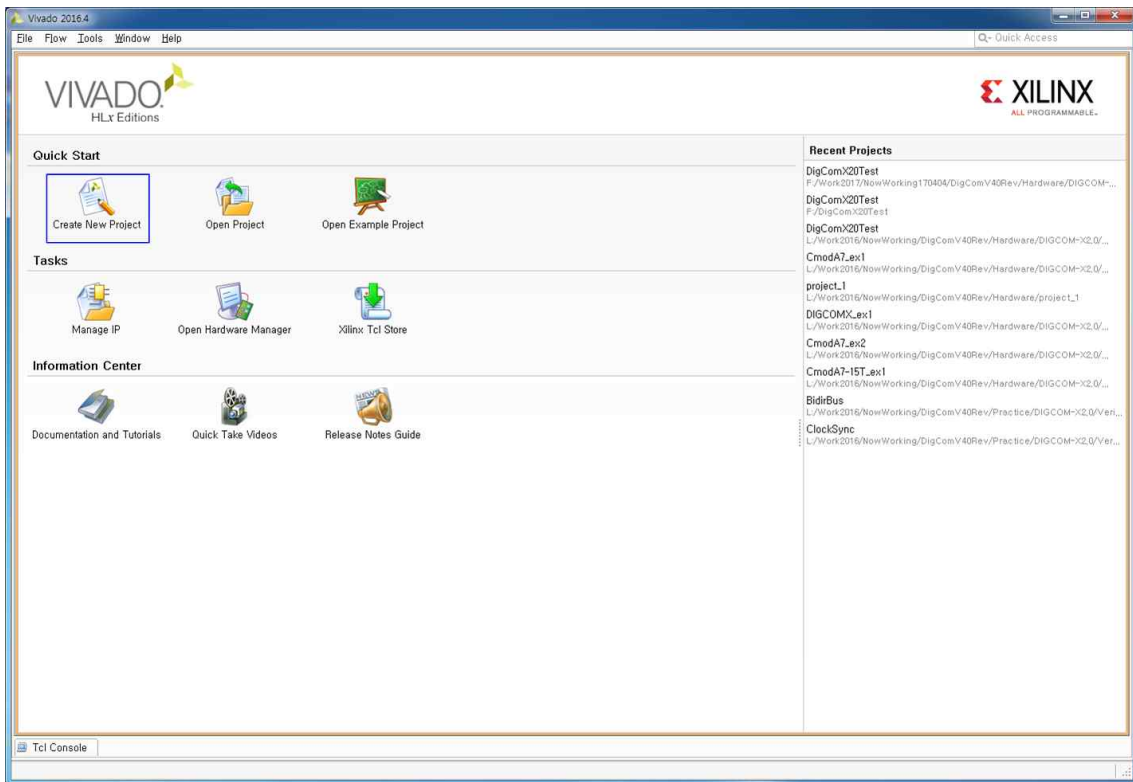 Vivado 2016.4
File Flow Tools Window Help
Q- Quick Access
VIVADO.
HLx Editions
XILINX
ALL PROGRAMMABLE™
Quick Start
Create New Project
Open Project
Open Example Project
Tasks
Manage IP
Open Hardware Manager
Xilinx Tcl Store
Information Center
Documentation and Tutorials
Quick Take Videos
Release Notes Guide
Recent Projects
DigComX20Test
F:/Work2017/NowWorking170404/DigComV40Rev/Hardware/DIGCOM-...
DigComX20Test
F:/DigComX20Test
DigComX20Test
L:/Work2016/NowWorking/DigComV40Rev/Hardware/DIGCOM-X2.0/...
CmodA7_ex1
L:/Work2016/NowWorking/DigComV40Rev/Hardware/DIGCOM-X2.0/...
project_1
L:/Work2016/NowWorking/DigComV40Rev/Hardware/project_1
DIGCOMX_ex1
L:/Work2016/NowWorking/DigComV40Rev/Hardware/DIGCOM-X2.0/...
CmodA7_ex2
L:/Work2016/NowWorking/DigComV40Rev/Hardware/DIGCOM-X2.0/...
CmodA7-15T_ex1
L:/Work2016/NowWorking/DigComV40Rev/Hardware/DIGCOM-X2.0/...
BidirBus
L:/Work2016/NowWorking/DigComV40Rev/Practice/DIGCOM-X2.0/Veri...
ClockSync
L:/Work2016/NowWorking/DigComV40Rev/Practice/DIGCOM-X2.0/Ver...
Tcl Console